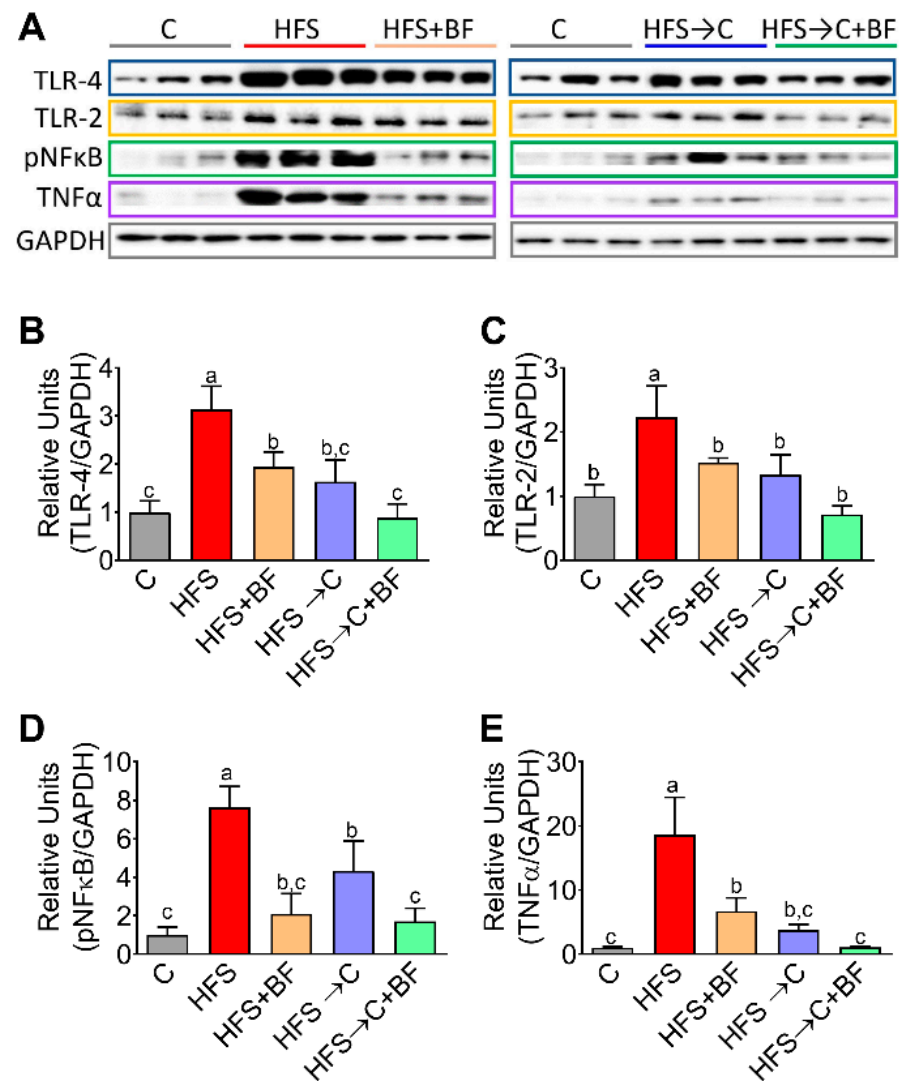 A
C HFS HFS+BF C HFS→C HFS→C+BF
TLR-4
TLR-2
pNFκB
TNFα
GAPDH
B
Relative Units
(TLR-4/GAPDH)
4
3
2
1
0
c a b b,c c
C HFS HFS+BF HFS →C HFS→C+BF
C
Relative Units
(TLR-2/GAPDH)
3
2
1
0
b a b b b
C HFS HFS+BF HFS →C HFS→C+BF
D
Relative Units
(pNFκB/GAPDH)
10
8
6
4
2
0
c a b,c b c
C HFS HFS+BF HFS →C HFS→C+BF
E
Relative Units
(TNFα/GAPDH)
30
20
10
0
c a b b,c c
C HFS HFS+BF HFS →C HFS→C+BF